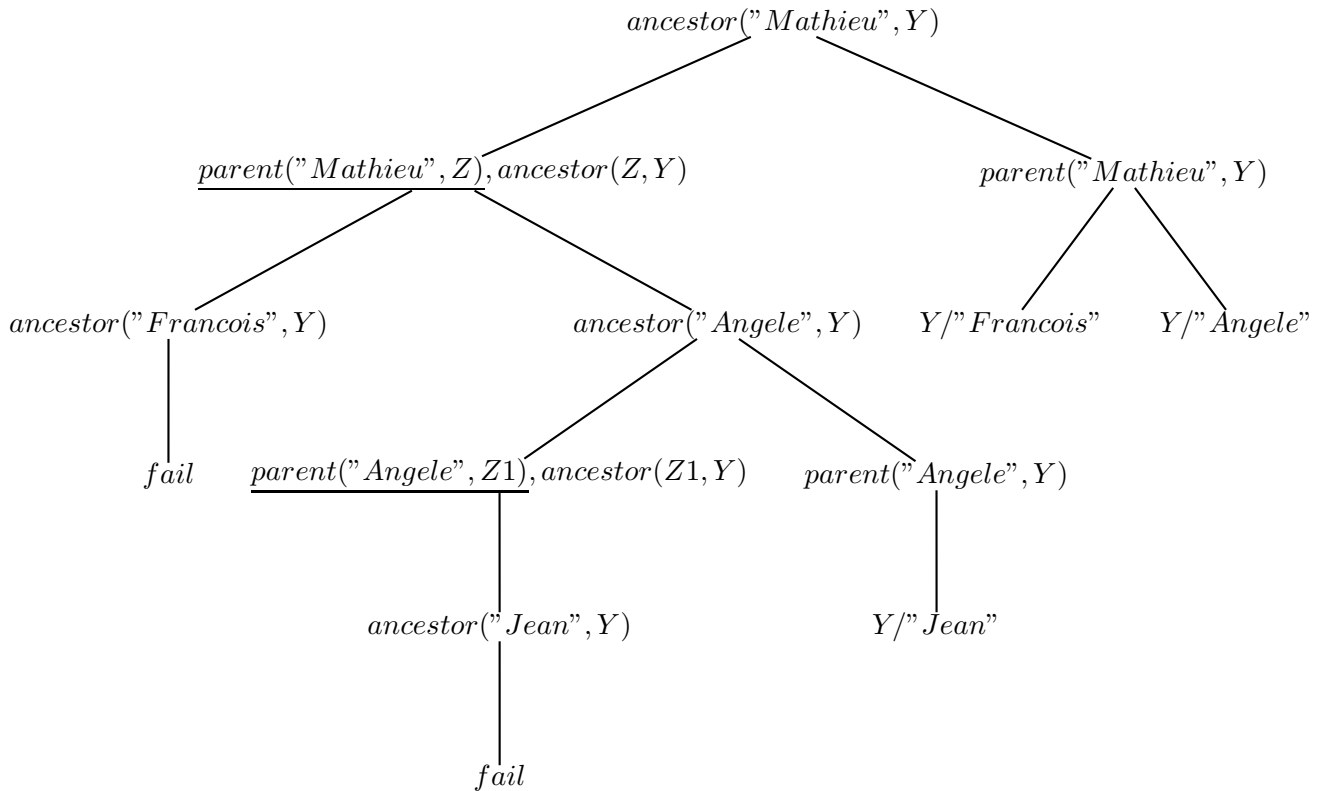 ancestor("Mathieu", Y)
parent("Mathieu", Z), ancestor(Z, Y)
parent("Mathieu", Y)
ancestor("Francois", Y)
ancestor("Angele", Y)
Y/"Francois"
Y/"Angele"
fail
parent("Angele", Z1), ancestor(Z1, Y)
parent("Angele", Y)
ancestor("Jean", Y)
Y/"Jean"
fail